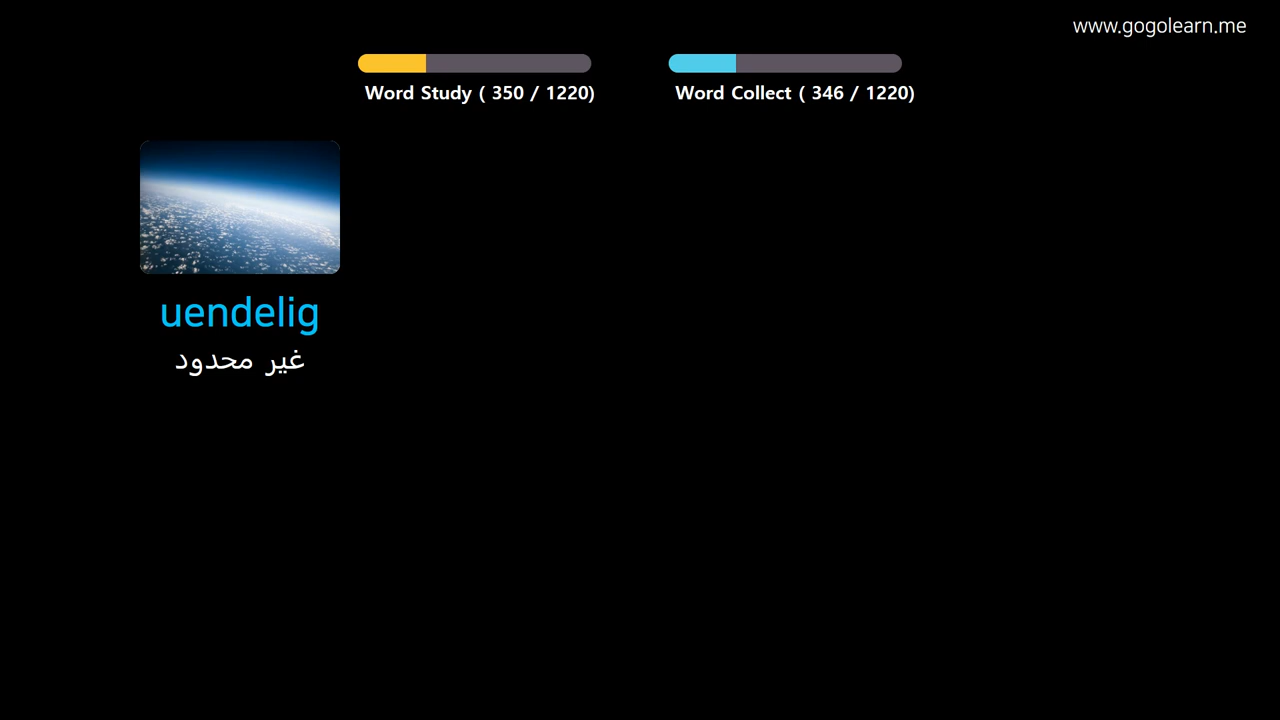 www.gogolearn.me
Word Study ( 350 / 1220)
Word Collect ( 346 / 1220)
uendelig
غير محدود